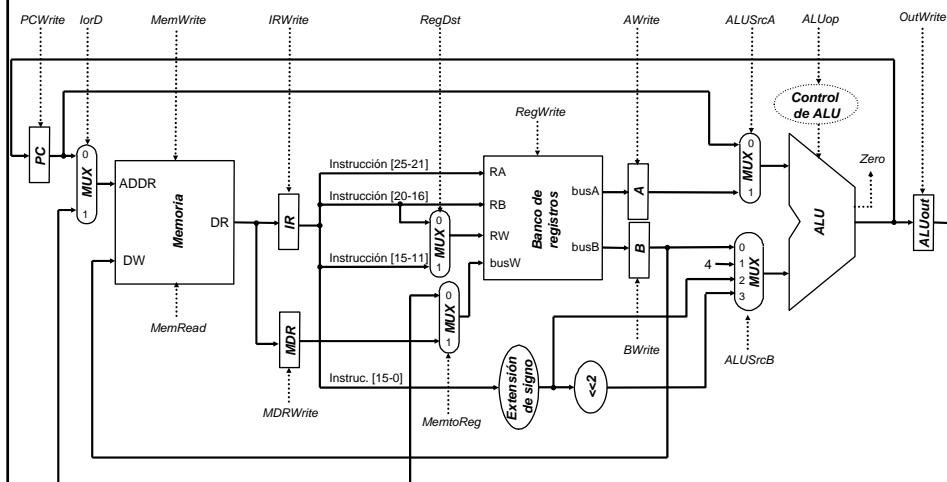 PCWrite
IorD
MemWrite
IRWrite
RegDst
AWrite
ALUSrcA
ALUop
OutWrite
Control
de ALU
RegWrite
Zero
PC
0
MUX
1
ADDR
Memoria
DR
DW
IR
Instrucción [25-21]
Instrucción [20-16]
Instrucción [15-11]
0
MUX
1
RA
RB
RW
busW
Banco de
registros
busA
busB
A
B
0
MUX
1
0
4
1
2
3
MUX
ALU
ALUout
MemRead
MDR
0
MUX
1
BWrite
ALUSrcB
Instruc. [15-0]
Extensión
de signo
<<2
MDRWrite
MemtoReg